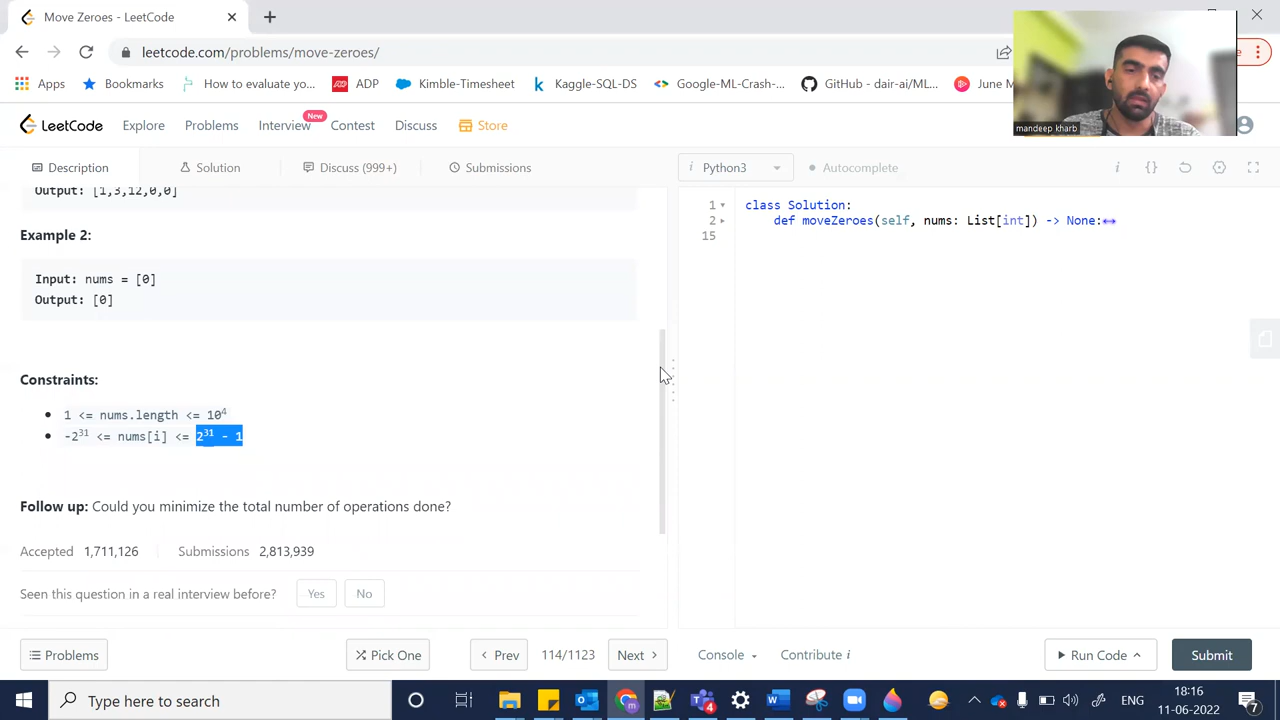 Move Zeroes - LeetCode
leetcode.com/problems/move-zeroes/
Apps
Bookmarks
How to evaluate you...
ADP
Kimble-Timesheet
Kaggle-SQL-DS
Google-ML-Crash-...
GitHub - dair-ai/ML...
June M
mandeep kharb
LeetCode
Explore
Problems
Interview
New
Contest
Discuss
Store
Description
Solution
Discuss (999+)
Submissions
i Python3
Autocomplete
i {}
Output: [1,3,12,0,0]
Example 2:
Input: nums = [0]
Output: [0]
Constraints:
1 <= nums.length <= 10⁴
-2³¹ <= nums[i] <= 2³¹ - 1
Follow up: Could you minimize the total number of operations done?
Accepted 1,711,126 Submissions 2,813,939
Seen this question in a real interview before? Yes No
1 class Solution:
2 def moveZeroes(self, nums: List[int]) -> None:
15
Problems
Pick One
Prev
114/1123
Next
Console
Contribute i
Run Code
Submit
Type here to search
4
ENG
18:16
11-06-2022
7